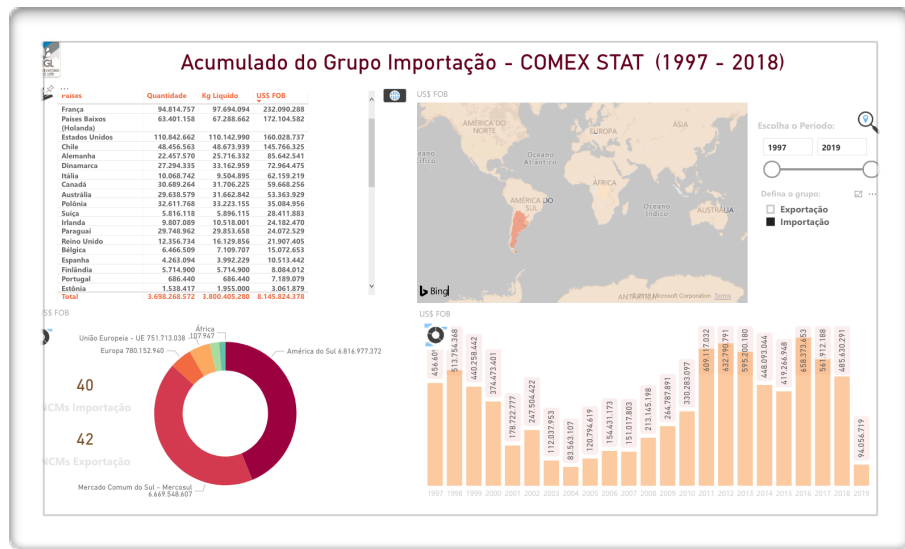 Acumulado do Grupo Importação - COMEX STAT (1997 - 2018)
Países Quantidade Kg Liquido US$ FOB
França 94.814.757 97.694.094 232.090.288
Países Baixos (Holanda) 63.401.158 67.288.662 172.104.582
Estados Unidos 110.842.662 110.142.990 160.028.737
Chile 48.456.563 48.673.939 145.766.325
Alemanha 22.457.570 25.716.332 85.642.541
Dinamarca 27.294.335 33.162.959 72.964.475
Itália 10.068.742 9.504.895 62.159.219
Canadá 30.689.264 31.706.225 59.668.256
Austrália 29.638.579 31.662.842 53.363.929
Polônia 32.611.768 33.223.155 35.084.956
Suíça 5.816.118 5.896.115 28.411.883
Irlanda 9.807.089 10.518.001 24.182.470
Paraguai 29.748.962 29.853.658 24.072.529
Reino Unido 12.356.734 16.129.856 21.907.405
Bélgica 6.466.509 7.109.707 15.072.653
Espanha 4.263.094 3.992.229 10.513.442
Finlândia 5.714.900 5.714.900 8.084.012
Portugal 686.440 686.440 7.189.079
Estônia 1.538.417 1.955.000 3.061.879
Total 3.698.268.572 3.800.405.280 8.145.824.378
US$ FOB
AMÉRICA DO NORTE
EUROPA
ÁSIA
Oceano Atlântico
ÁFRICA
AMÉRICA DO SUL
Oceano Índico
AUSTRÁLIA
Bing
Microsoft Corporation Terms
Escolha o Período:
1997 2019
Defina o grupo:
Exportação
Importação
US$ FOB
África 107.947
União Europeia - UE 751.713.038
Europa 780.152.940
América do Sul 6.816.977.372
Mercado Comum do Sul - Mercosul 6.669.548.607
40
NCMs Importação
42
NCMs Exportação
US$ FOB
513.754.368
440.258.442
374.473.401
178.722.777
247.504.422
112.037.953
83.563.107
120.794.619
154.431.173
151.017.803
213.145.198
264.787.891
330.283.097
609.117.032
632.790.791
595.200.180
448.093.044
419.266.948
658.373.653
561.912.188
485.630.291
94.056.719
1997 1998 1999 2000 2001 2002 2003 2004 2005 2006 2007 2008 2009 2010 2011 2012 2013 2014 2015 2016 2017 2018 2019